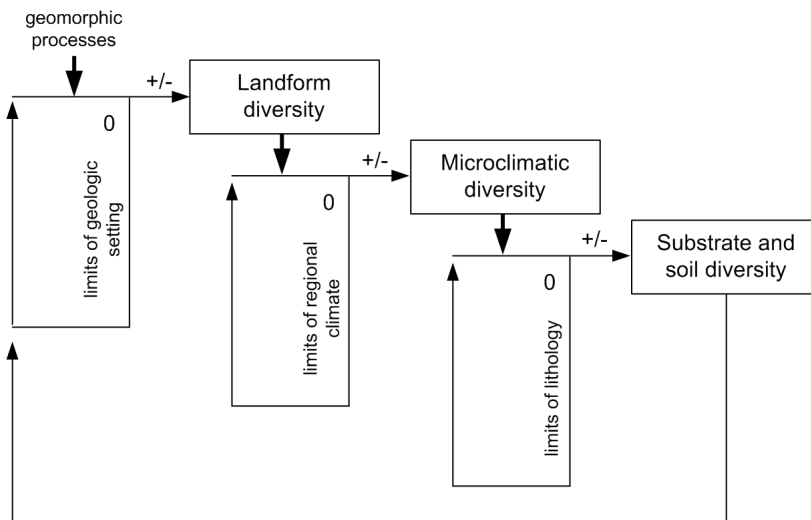 geomorphic
processes
+/-
Landform
diversity
0
limits of geologic
setting
+/-
Microclimatic
diversity
0
limits of regional
climate
+/-
Substrate and
soil diversity
0
limits of lithology